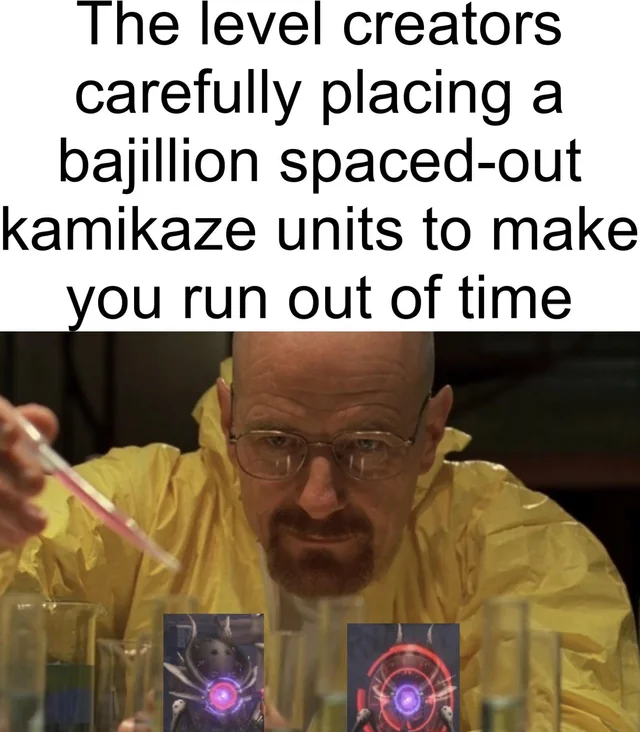 The level creators
carefully placing a
bajillion spaced-out
kamikaze units to make
you run out of time